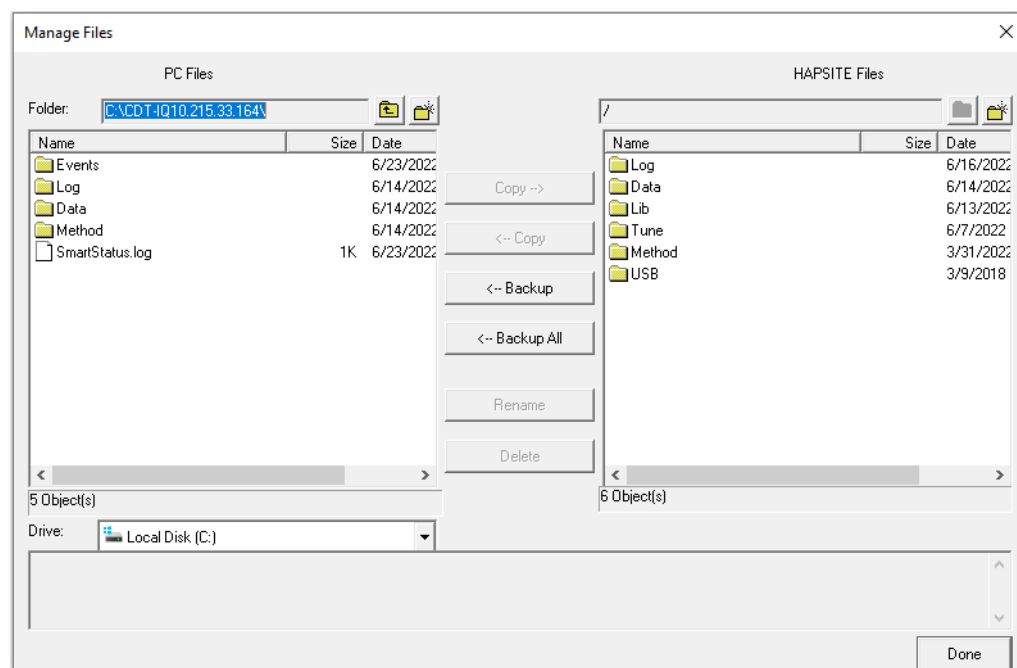 Manage Files
PC Files
HAPSITE Files
Folder: C:\CDT-IQ10.215.33.164\
/
Name Size Date
Events 6/23/2022
Log 6/14/2022
Data 6/14/2022
Method 6/14/2022
SmartStatus.log 1K 6/23/2022
5 Object(s)
Drive: Local Disk (C:)
Copy -->
<-- Copy
<-- Backup
<-- Backup All
Rename
Delete
Name Size Date
Log 6/16/2022
Data 6/14/2022
Lib 6/13/2022
Tune 6/7/2022
Method 3/31/2022
USB 3/9/2018
6 Object(s)
Done